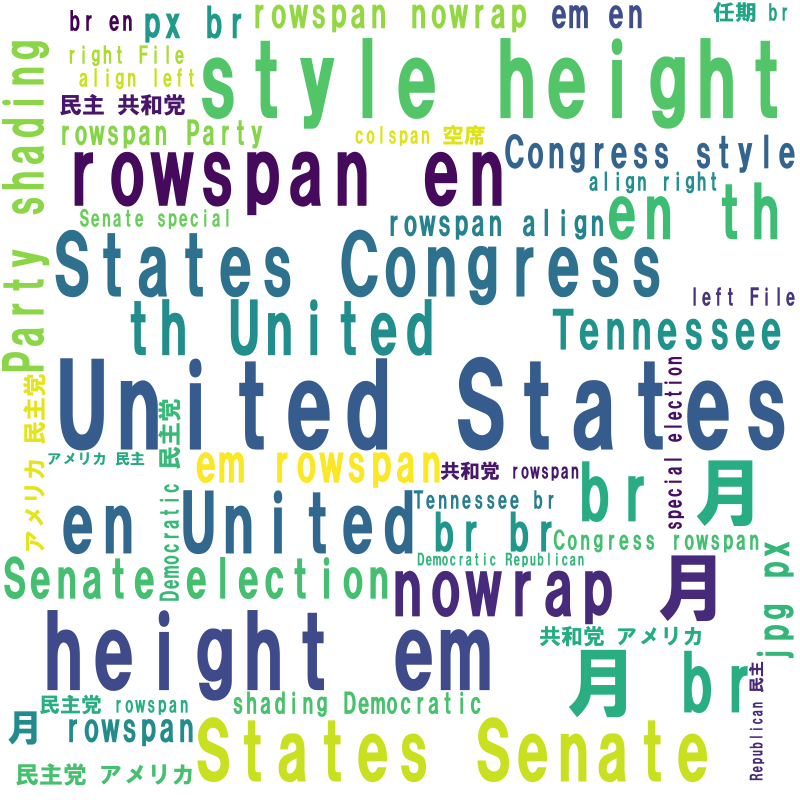 br en
px br
rowspan nowrap
em en
任期 br
right File
align left
style height
民主 共和党
Party shading
rowspan Party
colspan 空席
Congress style
rowspan en
align right
Senate special
rowspan align
en th
States Congress
left File
th United
Tennessee
United States
アメリカ 民主党
special election
Democratic 民主党
アメリカ 民主
em rowspan
共和党 rowspan
br 月
en United
Tennessee br
br br
Congress rowspan
Democratic Republican
Senate election
nowrap 月
jpg px
height em
共和党 アメリカ
月 br
Republican 民主
民主党 rowspan
shading Democratic
月 rowspan
States Senate
民主党 アメリカ